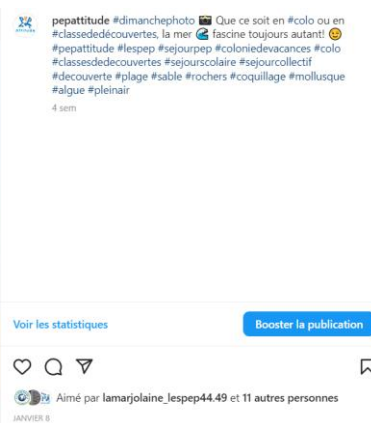 pepattitude #dimanchephoto 📷 Que ce soit en #colo ou en
#classededécouvertes, la mer 🌊 fascine toujours autant! 😉
#pepattitude #lespep #sejourpep #coloniedevacances #colo
#classesdedecouvertes #sejourscolaire #sejourcollectif
#decouverte #plage #sable #rochers #coquillage #mollusque
#algue #pleinair
4 sem
Voir les statistiques
Booster la publication
Aimé par lamarjolaine_lespep44.49 et 11 autres personnes
JANVIER 8